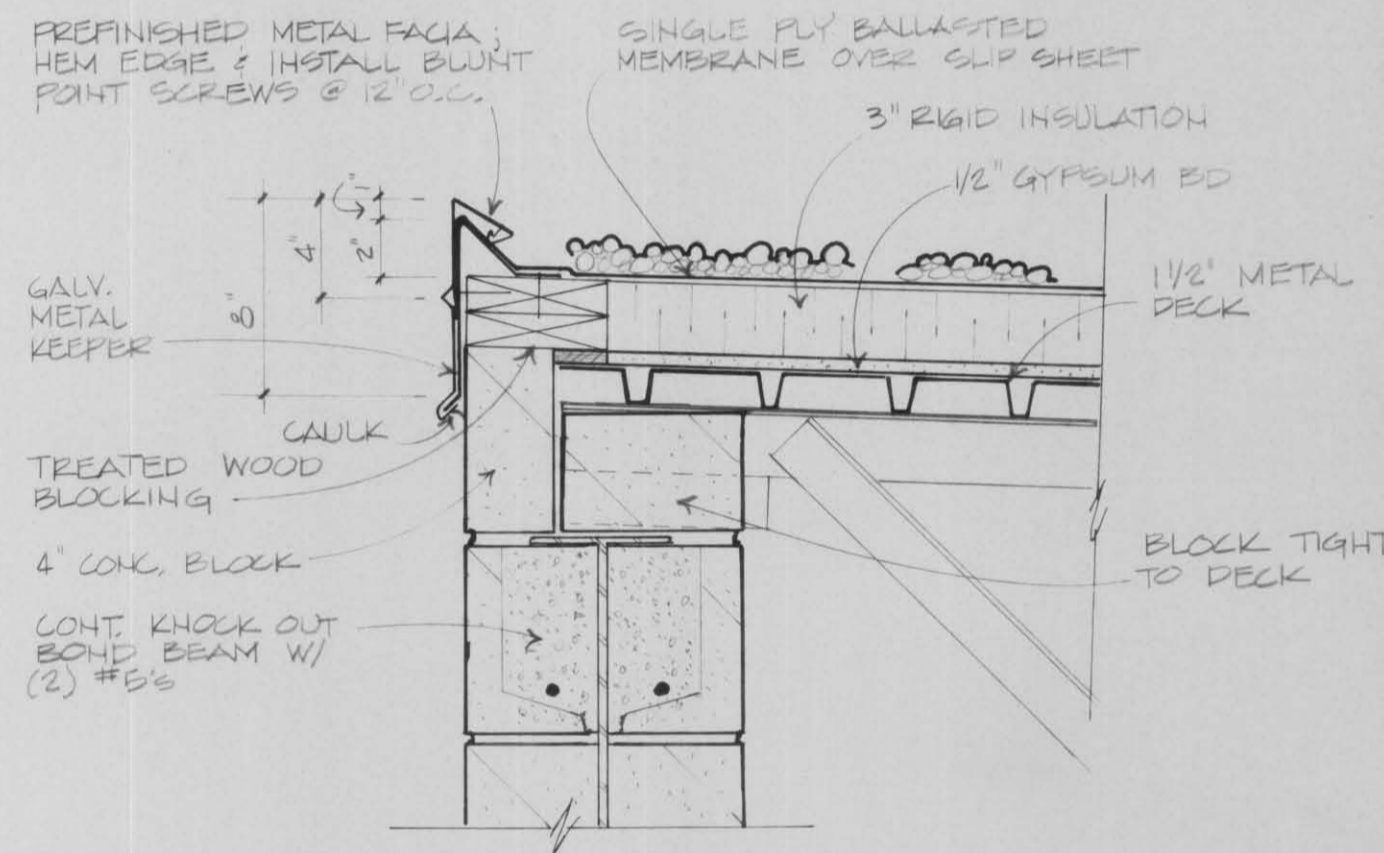 PREFINISHED METAL FACIA;
HEM EDGE & INSTALL BLUNT
POINT SCREWS @ 12" O.C.
SINGLE PLY BALLASTED
MEMBRANE OVER SLIP SHEET
3" RIGID INSULATION
1/2" GYPSUM BD
1 1/2" METAL
DECK
1"
2"
4"
8"
GALV.
METAL
KEEPER
CAULK
TREATED WOOD
BLOCKING
4" CONC. BLOCK
CONT. KNOCK OUT
BOND BEAM W/
(2) #5's
BLOCK TIGHT
TO DECK